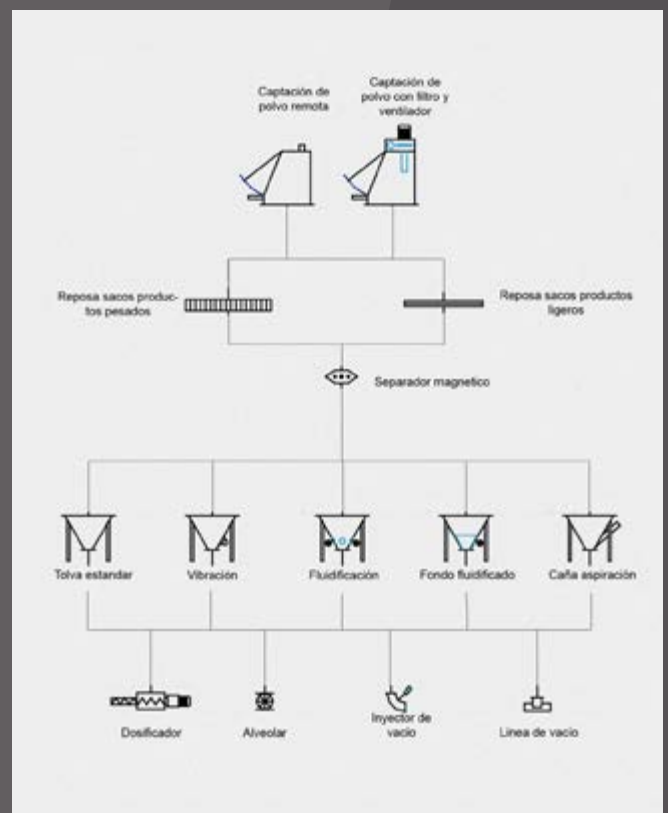 Captación de
polvo remota
Captación de
polvo con filtro y
ventilador
Reposa sacos produc-
tos pesados
Reposa sacos productos
ligeros
Separador magnetico
Tolva estandar
Vibración
Fluidificación
Fondo fluidificado
Caña aspiración
Dosificador
Alveolar
Inyector de
vacio
Linea de vacio